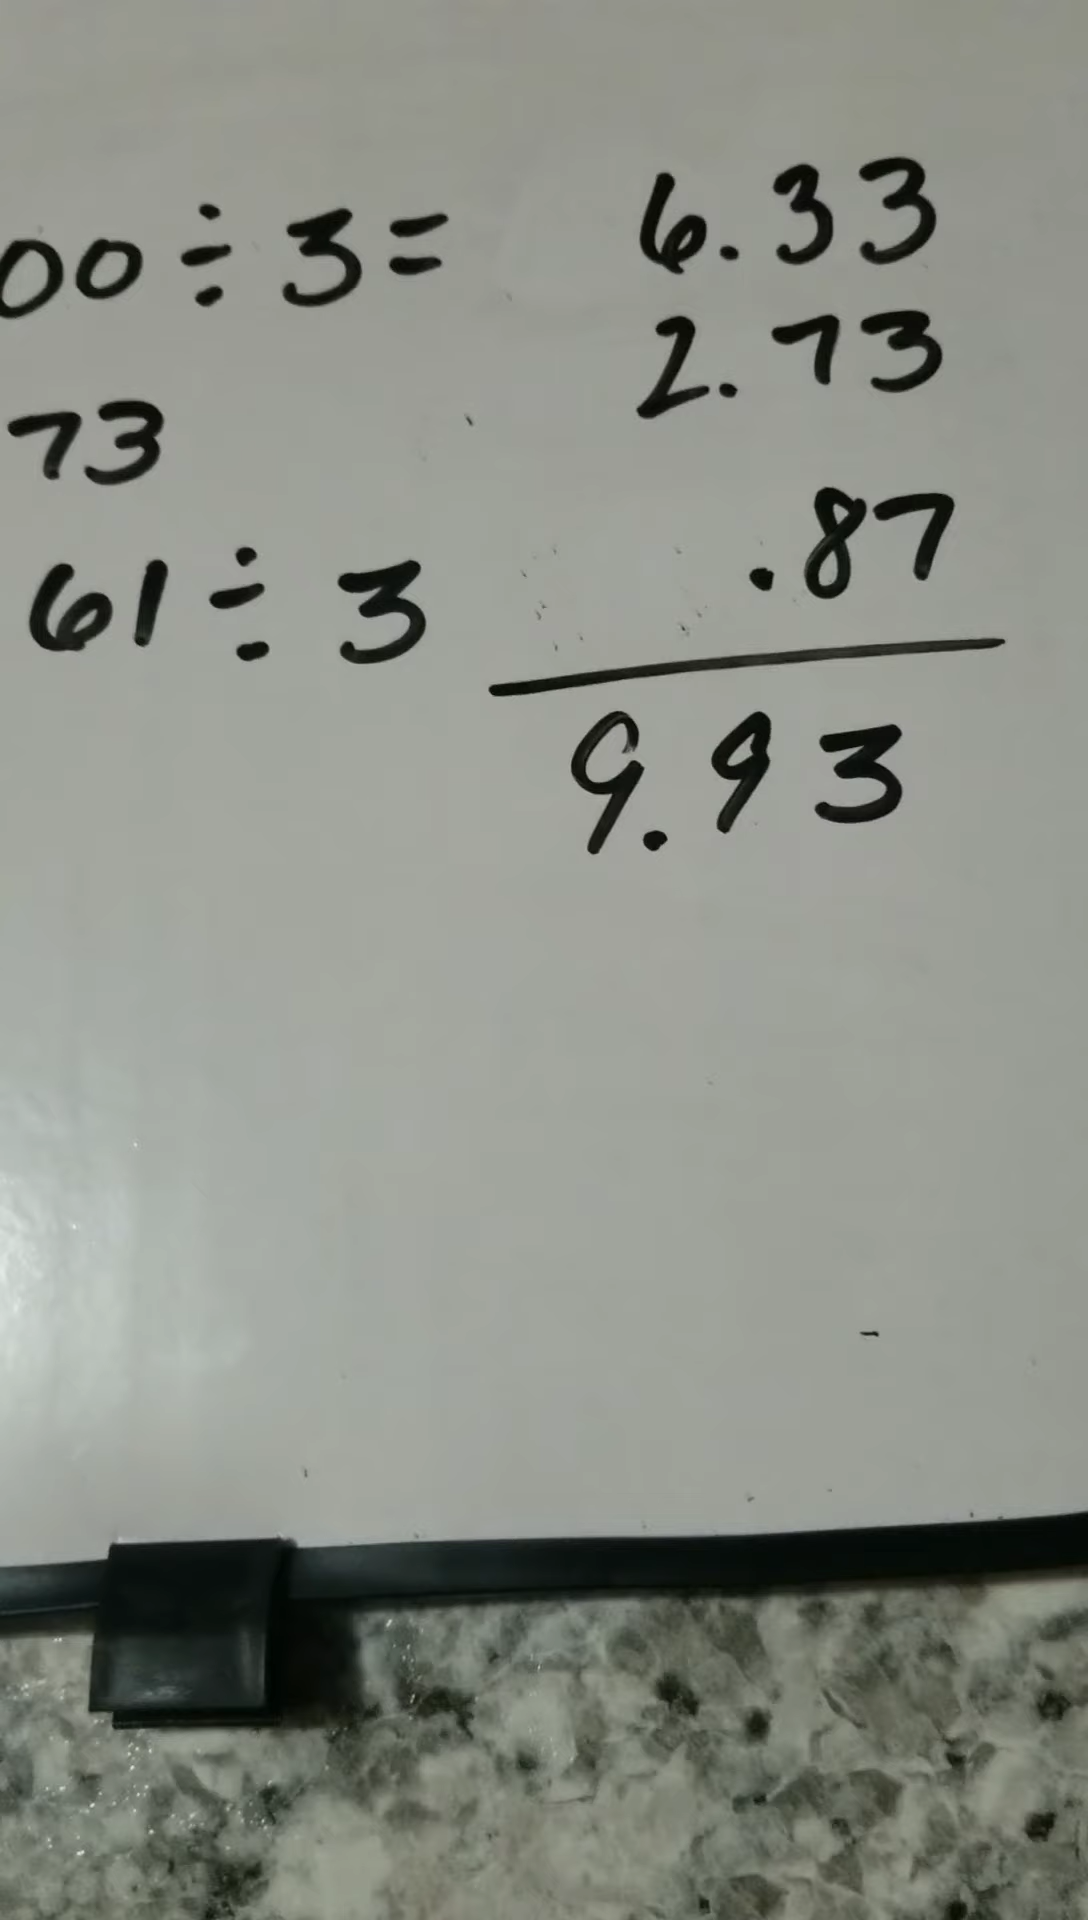 00 ÷ 3 = 6.33
73 2.73
61 ÷ 3 .87
9.93